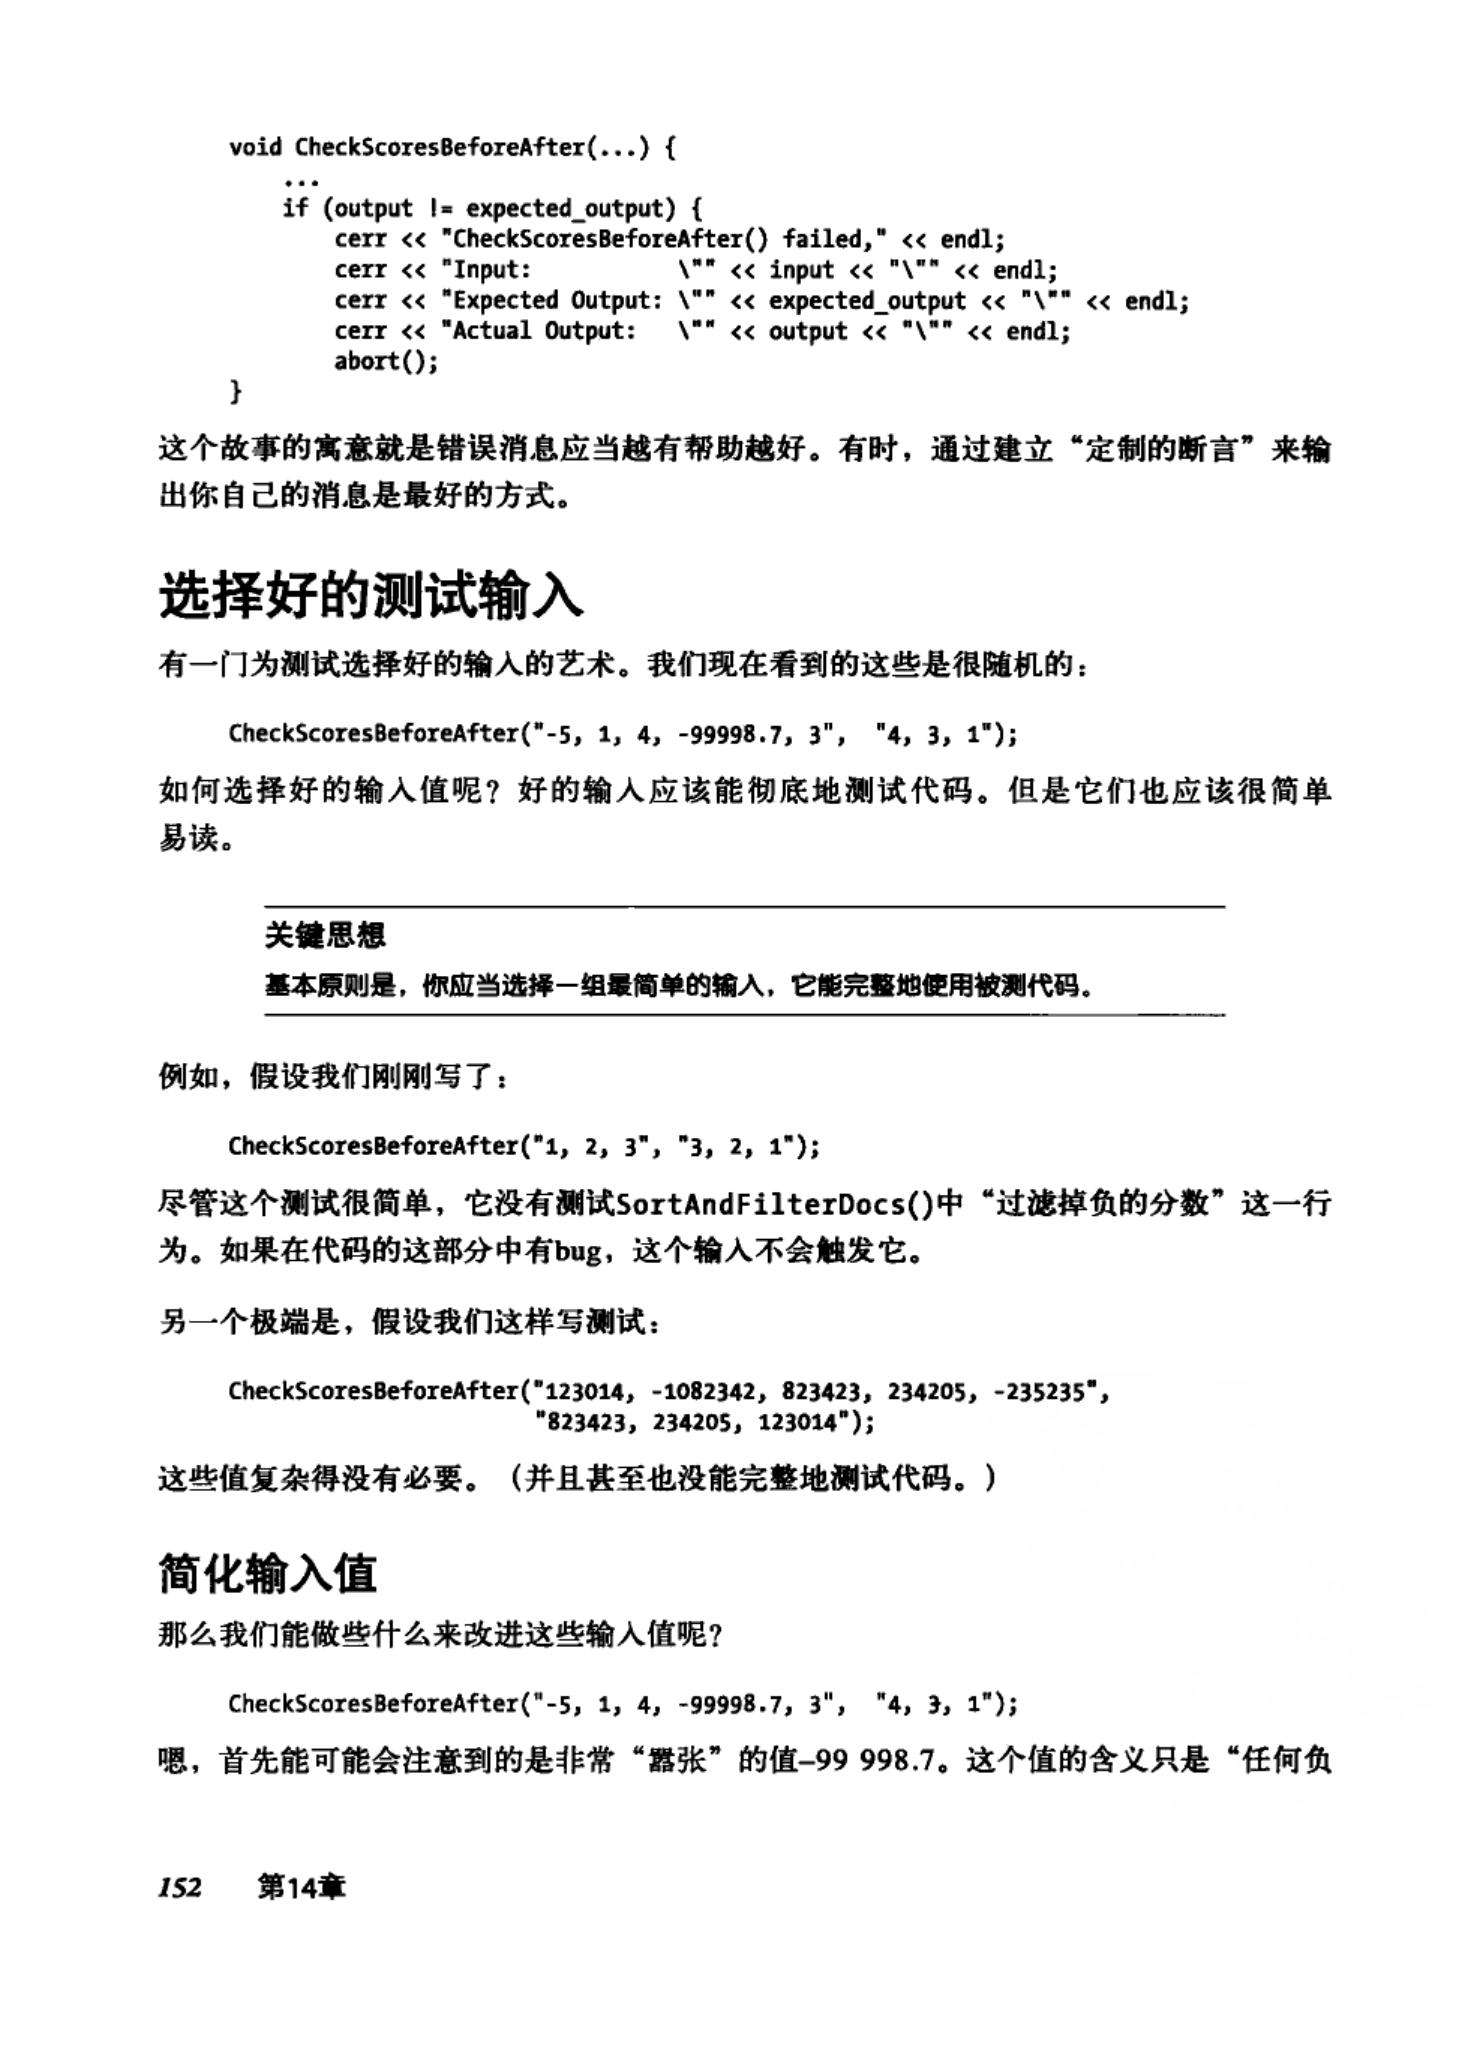 void CheckScoresBeforeAfter(...) {
    ...
    if (output != expected_output) {
        cerr << "CheckScoresBeforeAfter() failed," << endl;
        cerr << "Input:           \"" << input << "\"" << endl;
        cerr << "Expected Output: \"" << expected_output << "\"" << endl;
        cerr << "Actual Output:   \"" << output << "\"" << endl;
        abort();
}
这个故事的寓意就是错误消息应当越有帮助越好。有时，通过建立“定制的断言”来输
出你自己的消息是最好的方式。
选择好的测试输入
有一门为测试选择好的输入的艺术。我们现在看到的这些是很随机的：
CheckScoresBeforeAfter("-5, 1, 4, -99998.7, 3",  "4, 3, 1");
如何选择好的输入值呢？好的输入应该能彻底地测试代码。但是它们也应该很简单
易读。
关键思想
基本原则是，你应当选择一组最简单的输入，它能完整地使用被测代码。
例如，假设我们刚刚写了：
CheckScoresBeforeAfter("1, 2, 3", "3, 2, 1");
尽管这个测试很简单，它没有测试SortAndFilterDocs()中“过滤掉负的分数”这一行
为。如果在代码的这部分中有bug，这个输入不会触发它。
另一个极端是，假设我们这样写测试：
CheckScoresBeforeAfter("123014, -1082342, 823423, 234205, -235235",
                       "823423, 234205, 123014");
这些值复杂得没有必要。（并且甚至也没能完整地测试代码。）
简化输入值
那么我们能做些什么来改进这些输入值呢？
CheckScoresBeforeAfter("-5, 1, 4, -99998.7, 3",  "4, 3, 1");
嗯，首先能可能会注意到的是非常“嚣张”的值–99 998.7。这个值的含义只是“任何负
152 第14章